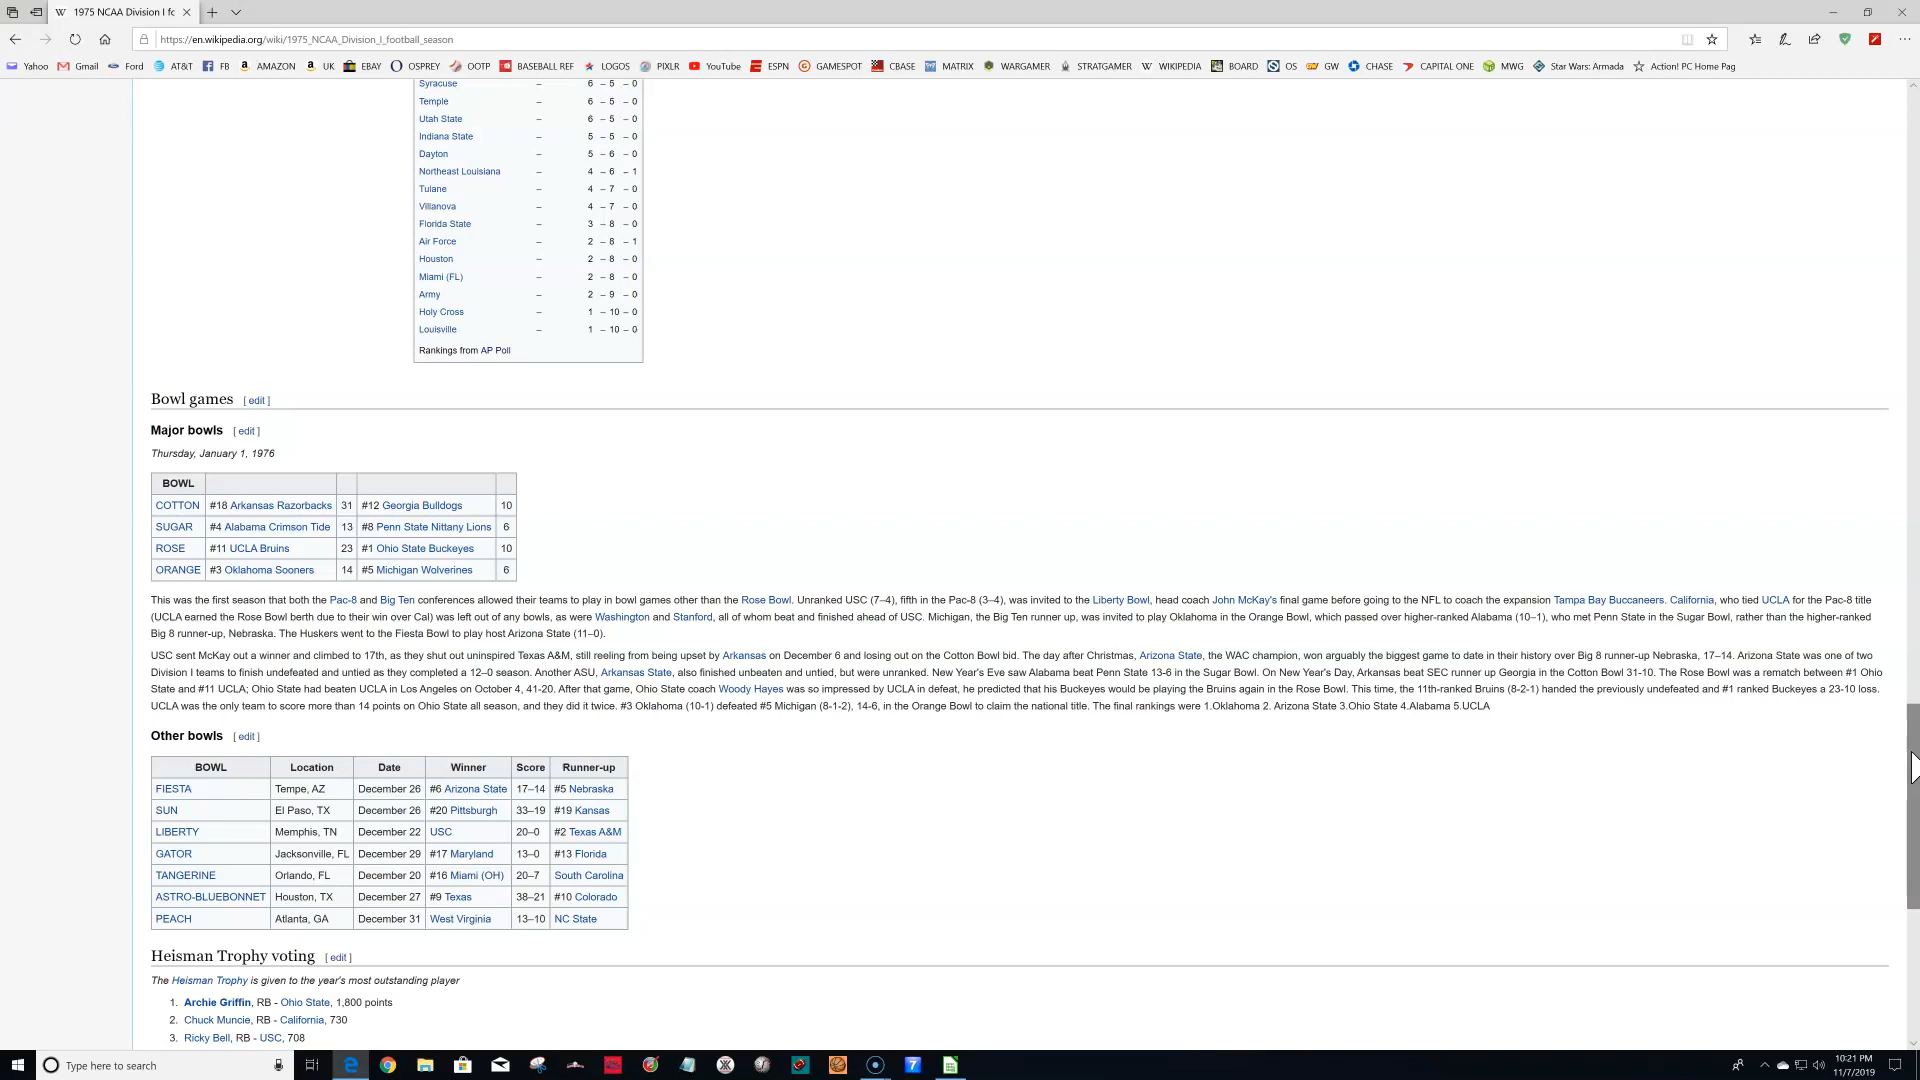 1975 NCAA Division I fc
https://en.wikipedia.org/wiki/1975_NCAA_Division_I_football_season
Yahoo Gmail Ford AT&T FB AMAZON UK EBAY OSPREY OOTP BASEBALL REF LOGOS PIXLR YouTube ESPN GAMESPOT CBASE MATRIX WARGAMER STRATGAMER WIKIPEDIA BOARD OS GW CHASE CAPITAL ONE MWG Star Wars: Armada Action! PC Home Pag
Syracuse – 6 – 5 – 0
Temple – 6 – 5 – 0
Utah State – 6 – 5 – 0
Indiana State – 5 – 5 – 0
Dayton – 5 – 6 – 0
Northeast Louisiana – 4 – 6 – 1
Tulane – 4 – 7 – 0
Villanova – 4 – 7 – 0
Florida State – 3 – 8 – 0
Air Force – 2 – 8 – 1
Houston – 2 – 8 – 0
Miami (FL) – 2 – 8 – 0
Army – 2 – 9 – 0
Holy Cross – 1 – 10 – 0
Louisville – 1 – 10 – 0
Rankings from AP Poll
Bowl games [ edit ]
Major bowls [ edit ]
Thursday, January 1, 1976
BOWL
COTTON #18 Arkansas Razorbacks 31 #12 Georgia Bulldogs 10
SUGAR #4 Alabama Crimson Tide 13 #8 Penn State Nittany Lions 6
ROSE #11 UCLA Bruins 23 #1 Ohio State Buckeyes 10
ORANGE #3 Oklahoma Sooners 14 #5 Michigan Wolverines 6
This was the first season that both the Pac-8 and Big Ten conferences allowed their teams to play in bowl games other than the Rose Bowl. Unranked USC (7–4), fifth in the Pac-8 (3–4), was invited to the Liberty Bowl, head coach John McKay's final game before going to the NFL to coach the expansion Tampa Bay Buccaneers. California, who tied UCLA for the Pac-8 title
(UCLA earned the Rose Bowl berth due to their win over Cal) was left out of any bowls, as were Washington and Stanford, all of whom beat and finished ahead of USC. Michigan, the Big Ten runner up, was invited to play Oklahoma in the Orange Bowl, which passed over higher-ranked Alabama (10–1), who met Penn State in the Sugar Bowl, rather than the higher-ranked
Big 8 runner-up, Nebraska. The Huskers went to the Fiesta Bowl to play host Arizona State (11–0).
USC sent McKay out a winner and climbed to 17th, as they shut out uninspired Texas A&M, still reeling from being upset by Arkansas on December 6 and losing out on the Cotton Bowl bid. The day after Christmas, Arizona State, the WAC champion, won arguably the biggest game to date in their history over Big 8 runner-up Nebraska, 17–14. Arizona State was one of two
Division I teams to finish undefeated and untied as they completed a 12–0 season. Another ASU, Arkansas State, also finished unbeaten and untied, but were unranked. New Year's Eve saw Alabama beat Penn State 13-6 in the Sugar Bowl. On New Year's Day, Arkansas beat SEC runner up Georgia in the Cotton Bowl 31-10. The Rose Bowl was a rematch between #1 Ohio
State and #11 UCLA; Ohio State had beaten UCLA in Los Angeles on October 4, 41-20. After that game, Ohio State coach Woody Hayes was so impressed by UCLA in defeat, he predicted that his Buckeyes would be playing the Bruins again in the Rose Bowl. This time, the 11th-ranked Bruins (8-2-1) handed the previously undefeated and #1 ranked Buckeyes a 23-10 loss.
UCLA was the only team to score more than 14 points on Ohio State all season, and they did it twice. #3 Oklahoma (10-1) defeated #5 Michigan (8-1-2), 14-6, in the Orange Bowl to claim the national title. The final rankings were 1.Oklahoma 2. Arizona State 3.Ohio State 4.Alabama 5.UCLA
Other bowls [ edit ]
BOWL Location Date Winner Score Runner-up
FIESTA Tempe, AZ December 26 #6 Arizona State 17–14 #5 Nebraska
SUN El Paso, TX December 26 #20 Pittsburgh 33–19 #19 Kansas
LIBERTY Memphis, TN December 22 USC 20–0 #2 Texas A&M
GATOR Jacksonville, FL December 29 #17 Maryland 13–0 #13 Florida
TANGERINE Orlando, FL December 20 #16 Miami (OH) 20–7 South Carolina
ASTRO-BLUEBONNET Houston, TX December 27 #9 Texas 38–21 #10 Colorado
PEACH Atlanta, GA December 31 West Virginia 13–10 NC State
Heisman Trophy voting [ edit ]
The Heisman Trophy is given to the year's most outstanding player
1. Archie Griffin, RB - Ohio State, 1,800 points
2. Chuck Muncie, RB - California, 730
3. Ricky Bell, RB - USC, 708
Type here to search
10:21 PM
11/7/2019